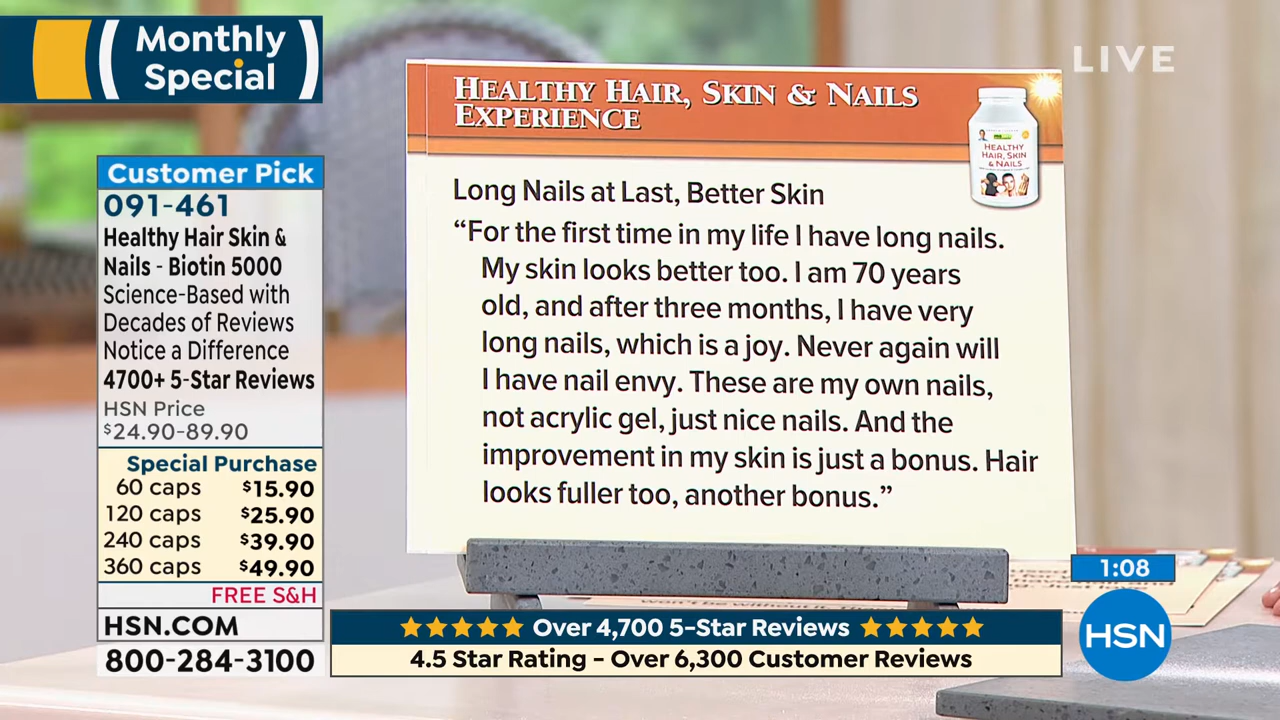 Monthly
Special
LIVE
Customer Pick
091-461
Healthy Hair Skin &
Nails - Biotin 5000
Science-Based with
Decades of Reviews
Notice a Difference
4700+ 5-Star Reviews
HSN Price
$24.90-89.90
Special Purchase
60 caps $15.90
120 caps $25.90
240 caps $39.90
360 caps $49.90
FREE S&H
HSN.COM
800-284-3100
HEALTHY HAIR, SKIN & NAILS
EXPERIENCE
HEALTHY
HAIR, SKIN
& NAILS
Long Nails at Last, Better Skin
“For the first time in my life I have long nails.
My skin looks better too. I am 70 years
old, and after three months, I have very
long nails, which is a joy. Never again will
I have nail envy. These are my own nails,
not acrylic gel, just nice nails. And the
improvement in my skin is just a bonus. Hair
looks fuller too, another bonus.”
1:08
Over 4,700 5-Star Reviews
4.5 Star Rating – Over 6,300 Customer Reviews
HSN